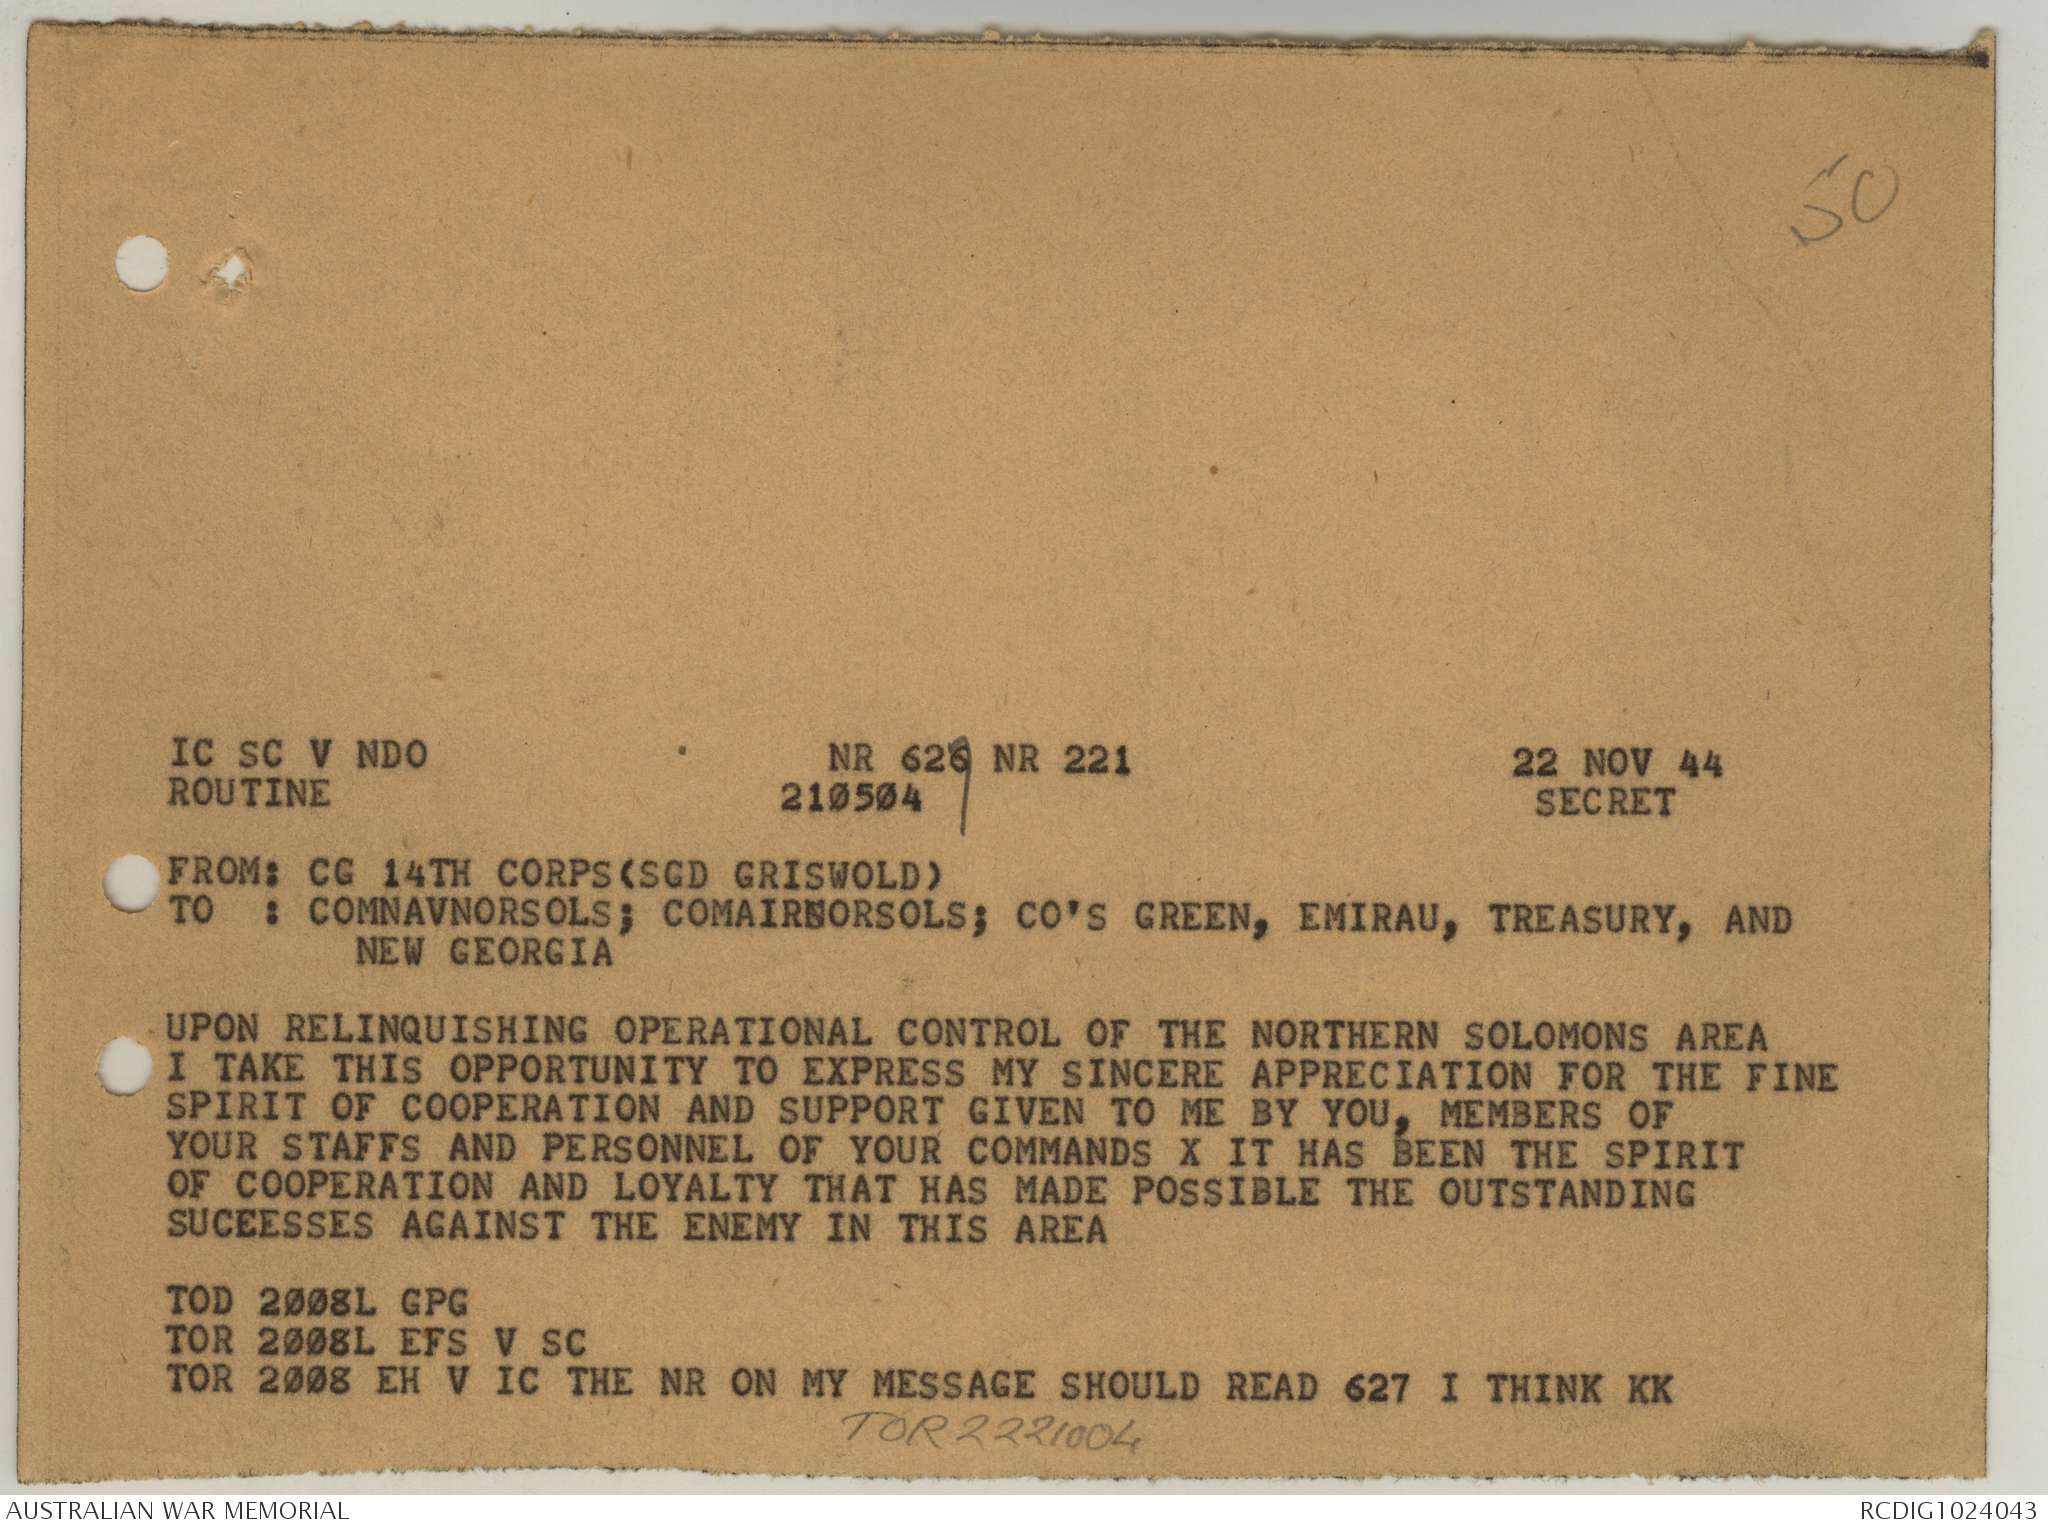 50
IC SC V NDO NR 627 NR 221 22 NOV 44
ROUTINE 210504 SECRET
FROM: CG 14TH CORPS(SGD GRISWOLD)
TO : COMNAVNORSOLS; COMAIRNORSOLS; CO'S GREEN, EMIRAU, TREASURY, AND
NEW GEORGIA
UPON RELINQUISHING OPERATIONAL CONTROL OF THE NORTHERN SOLOMONS AREA
I TAKE THIS OPPORTUNITY TO EXPRESS MY SINCERE APPRECIATION FOR THE FINE
SPIRIT OF COOPERATION AND SUPPORT GIVEN TO ME BY YOU, MEMBERS OF
YOUR STAFFS AND PERSONNEL OF YOUR COMMANDS X IT HAS BEEN THE SPIRIT
OF COOPERATION AND LOYALTY THAT HAS MADE POSSIBLE THE OUTSTANDING
SUCEESSES AGAINST THE ENEMY IN THIS AREA
TOD 2008L GPG
TOR 2008L EFS V SC
TOR 2008 EH V IC THE NR ON MY MESSAGE SHOULD READ 627 I THINK KK
TOR 2221004
AUSTRALIAN WAR MEMORIAL RCDIG1024043